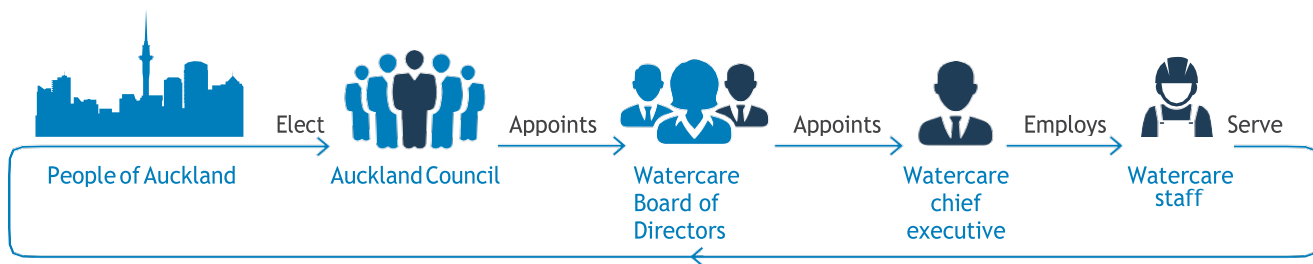 Elect
Appoints
Appoints
Employs
Serve
People of Auckland
Auckland Council
Watercare
Board of
Directors
Watercare
chief
executive
Watercare
staff